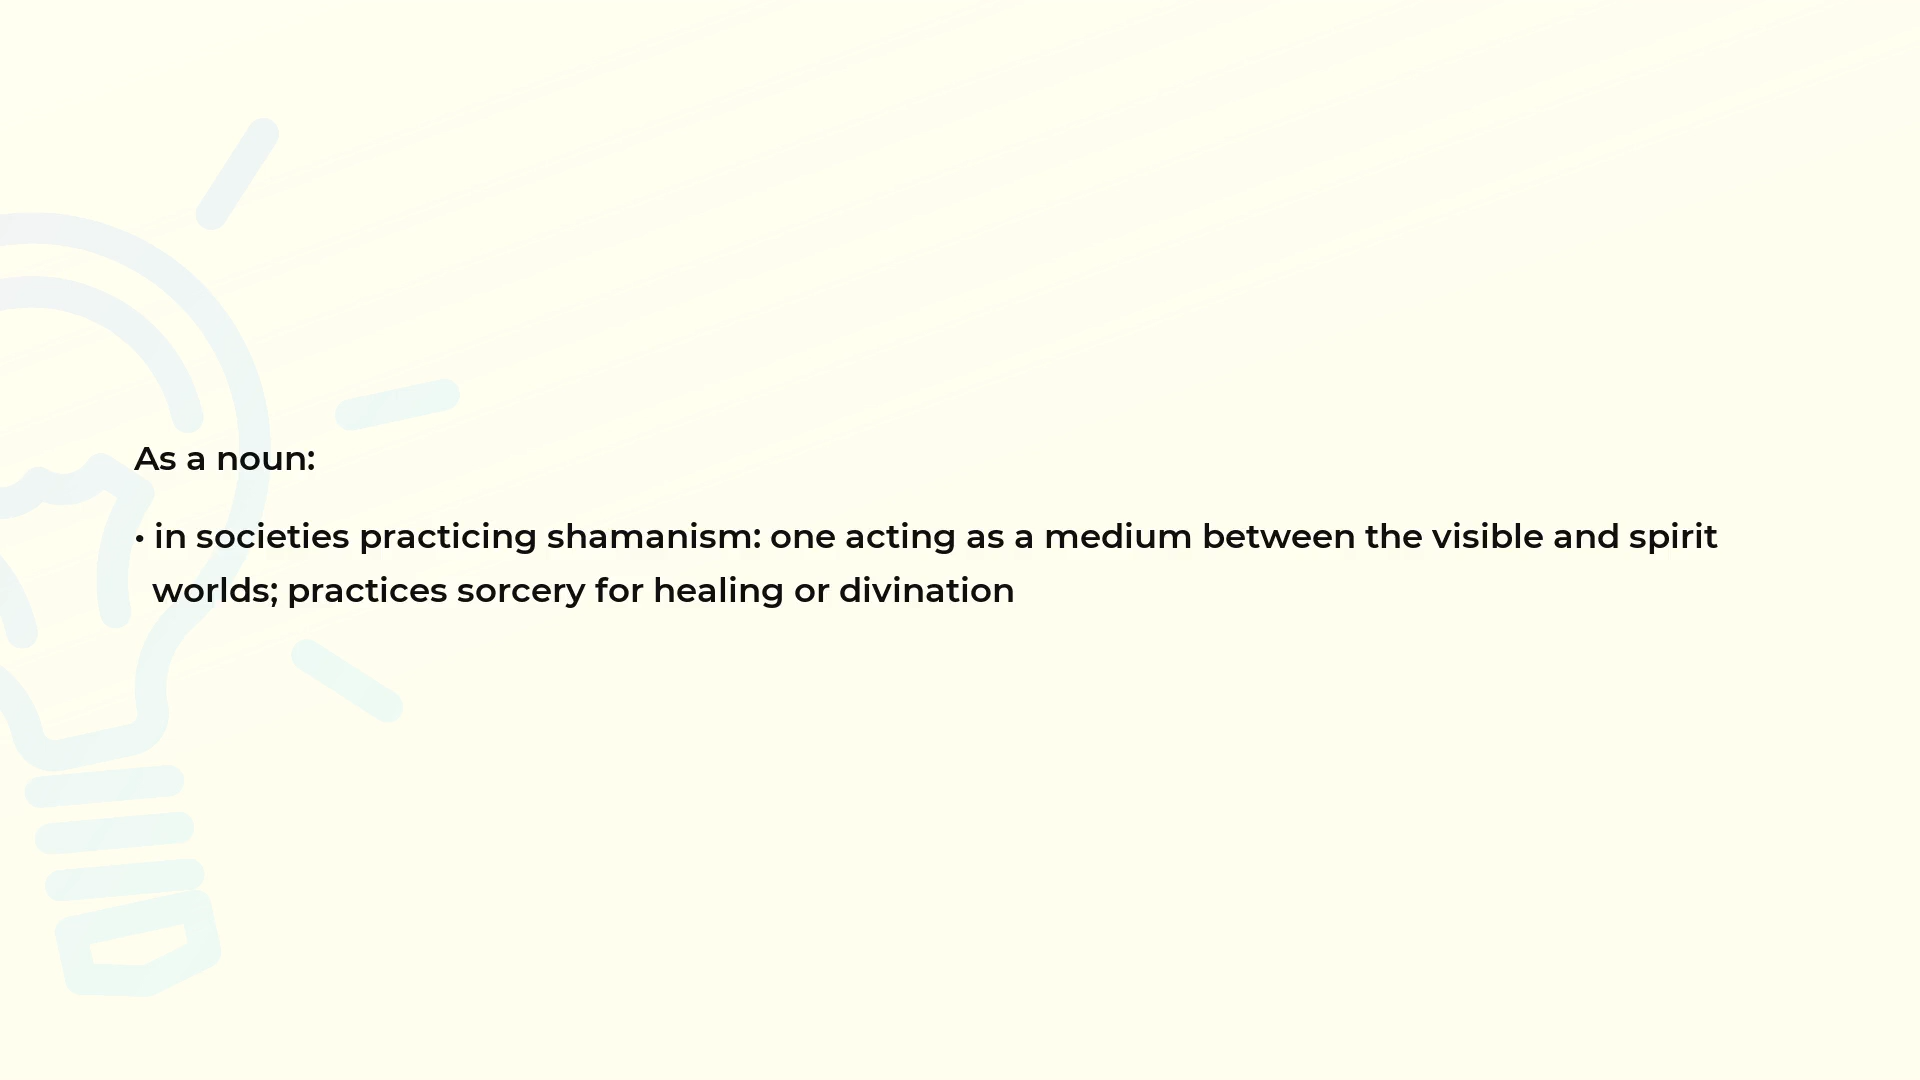 As a noun:
• in societies practicing shamanism: one acting as a medium between the visible and spirit
worlds; practices sorcery for healing or divination